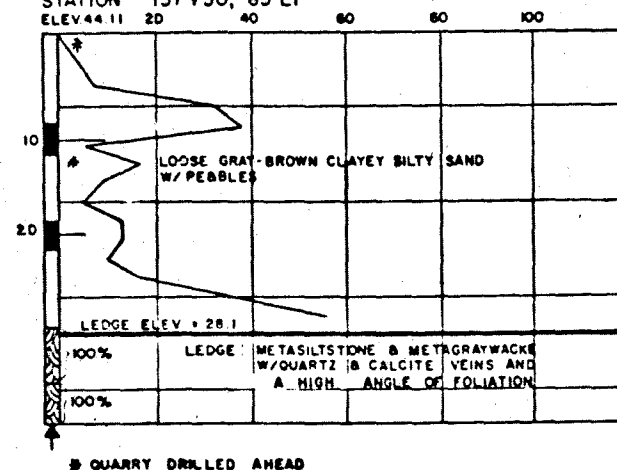 STATION 137+50, 85 LT
ELEV.44.11 20 40 60 80 100
*
10
* LOOSE GRAY-BROWN CLAYEY SILTY SAND
W/ PEBBLES
20
LEDGE ELEV = 28.1
100% LEDGE: METASILTSTONE & METAGRAYWACKE
W/QUARTZ & CALCITE VEINS AND
A HIGH ANGLE OF FOLIATION
100%
* QUARRY DRILLED AHEAD